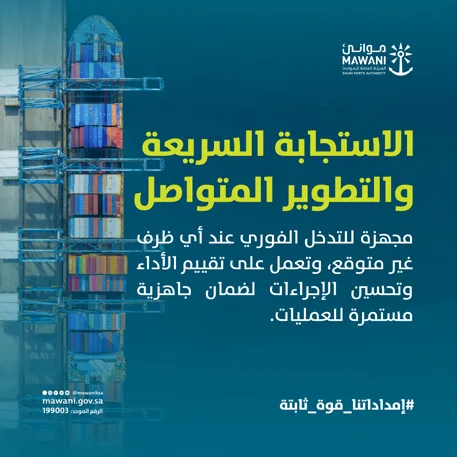 موانئ
MAWANI
الهيئة العامة للموانئ
SAUDI PORTS AUTHORITY
الاستجابة السريعة
والتطوير المتواصل
مجهزة للتدخل الفوري عند أي ظرف
غير متوقع، وتعمل على تقييم الأداء
وتحسين الإجراءات لضمان جاهزية
مستمرة للعمليات.
@mawaniksa
mawani.gov.sa
الرقم الموحد: 199003
#إمداداتنا_قوة_ثابتة